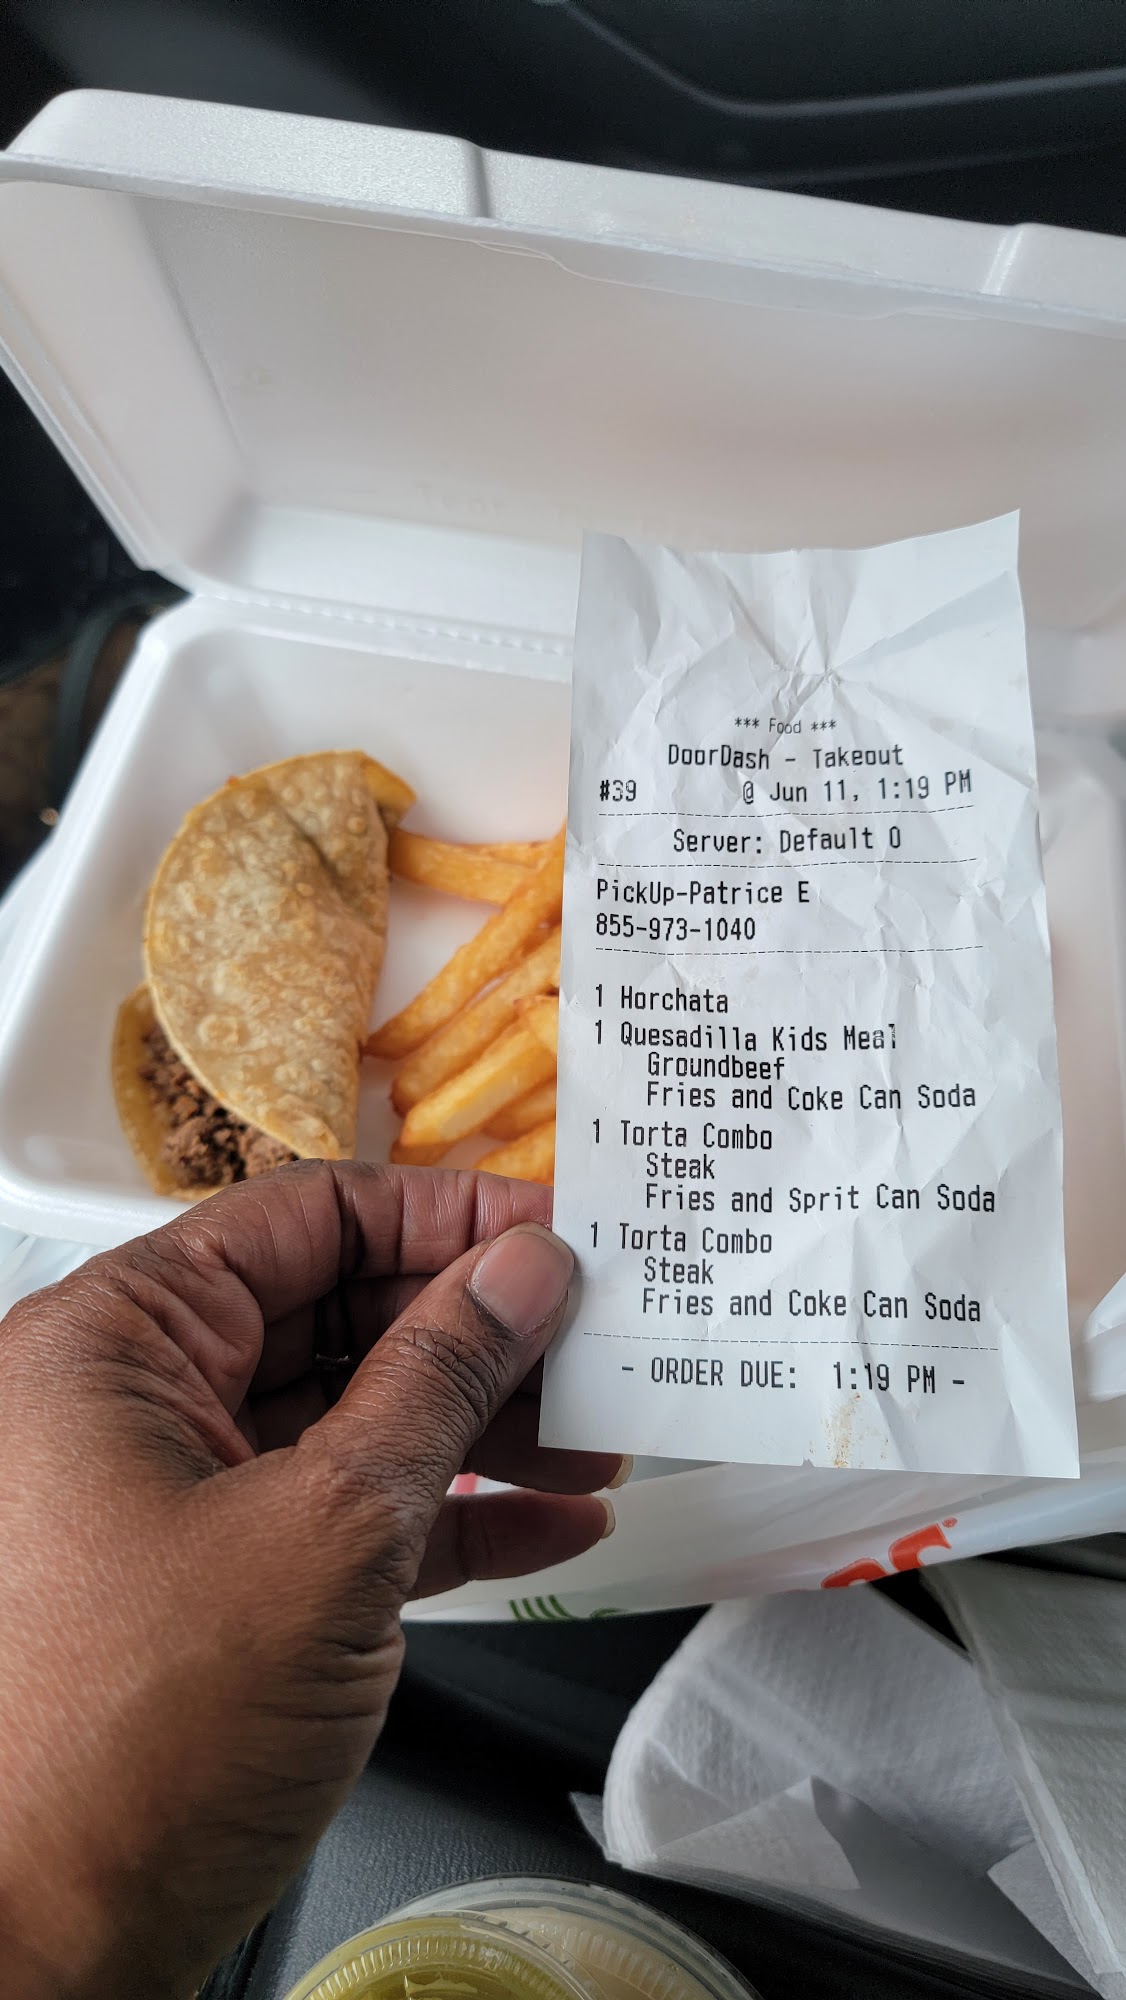 *** Food ***
DoorDash - Takeout
#39 @ Jun 11, 1:19 PM
Server: Default O
PickUp-Patrice E
855-973-1040
1 Horchata
1 Quesadilla Kids Meal
Groundbeef
Fries and Coke Can Soda
1 Torta Combo
Steak
Fries and Sprit Can Soda
1 Torta Combo
Steak
Fries and Coke Can Soda
- ORDER DUE: 1:19 PM -